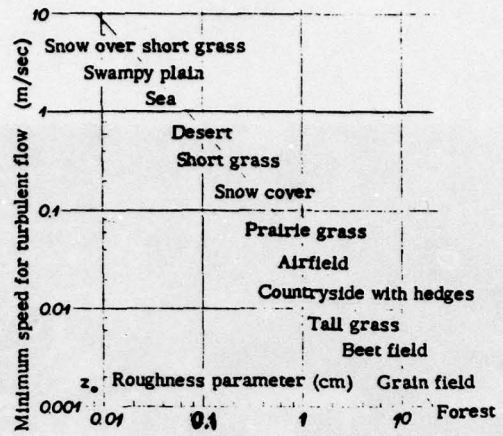 Minimum speed for turbulent flow (m/sec)
10
Snow over short grass
Swampy plain
Sea
1
Desert
Short grass
Snow cover
0.1
Prairie grass
Airfield
Countryside with hedges
0.01
Tall grass
Beet field
z₀ Roughness parameter (cm) Grain field
0.001
Forest
0.01 0.1 1 10